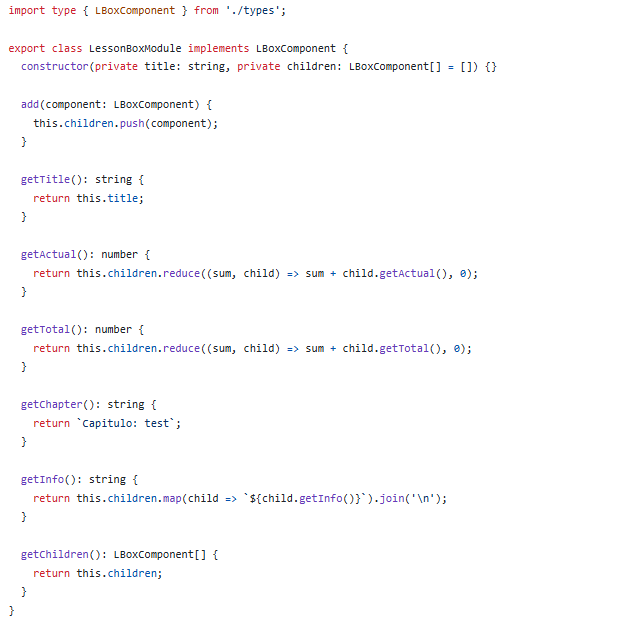 import type { LBoxComponent } from './types';

export class LessonBoxModule implements LBoxComponent {
  constructor(private title: string, private children: LBoxComponent[] = []) {}

  add(component: LBoxComponent) {
    this.children.push(component);
  }

  getTitle(): string {
    return this.title;
  }

  getActual(): number {
    return this.children.reduce((sum, child) => sum + child.getActual(), 0);
  }

  getTotal(): number {
    return this.children.reduce((sum, child) => sum + child.getTotal(), 0);
  }

  getChapter(): string {
    return `Capitulo: test`;
  }

  getInfo(): string {
    return this.children.map(child => `${child.getInfo()}`).join('\n');
  }

  getChildren(): LBoxComponent[] {
    return this.children;
  }
}